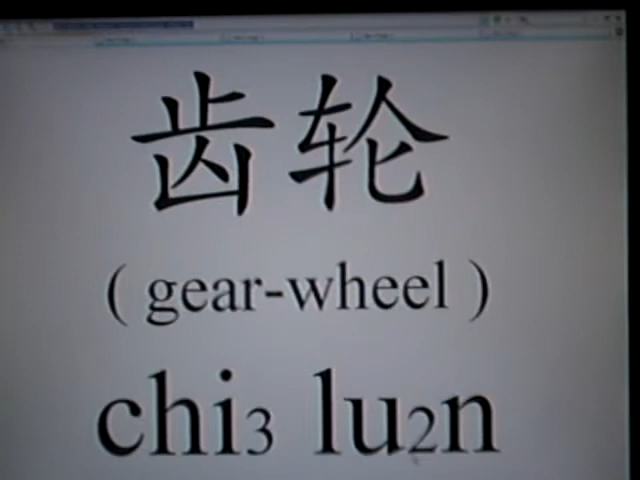 齿轮
( gear-wheel )
chi3 lu2n